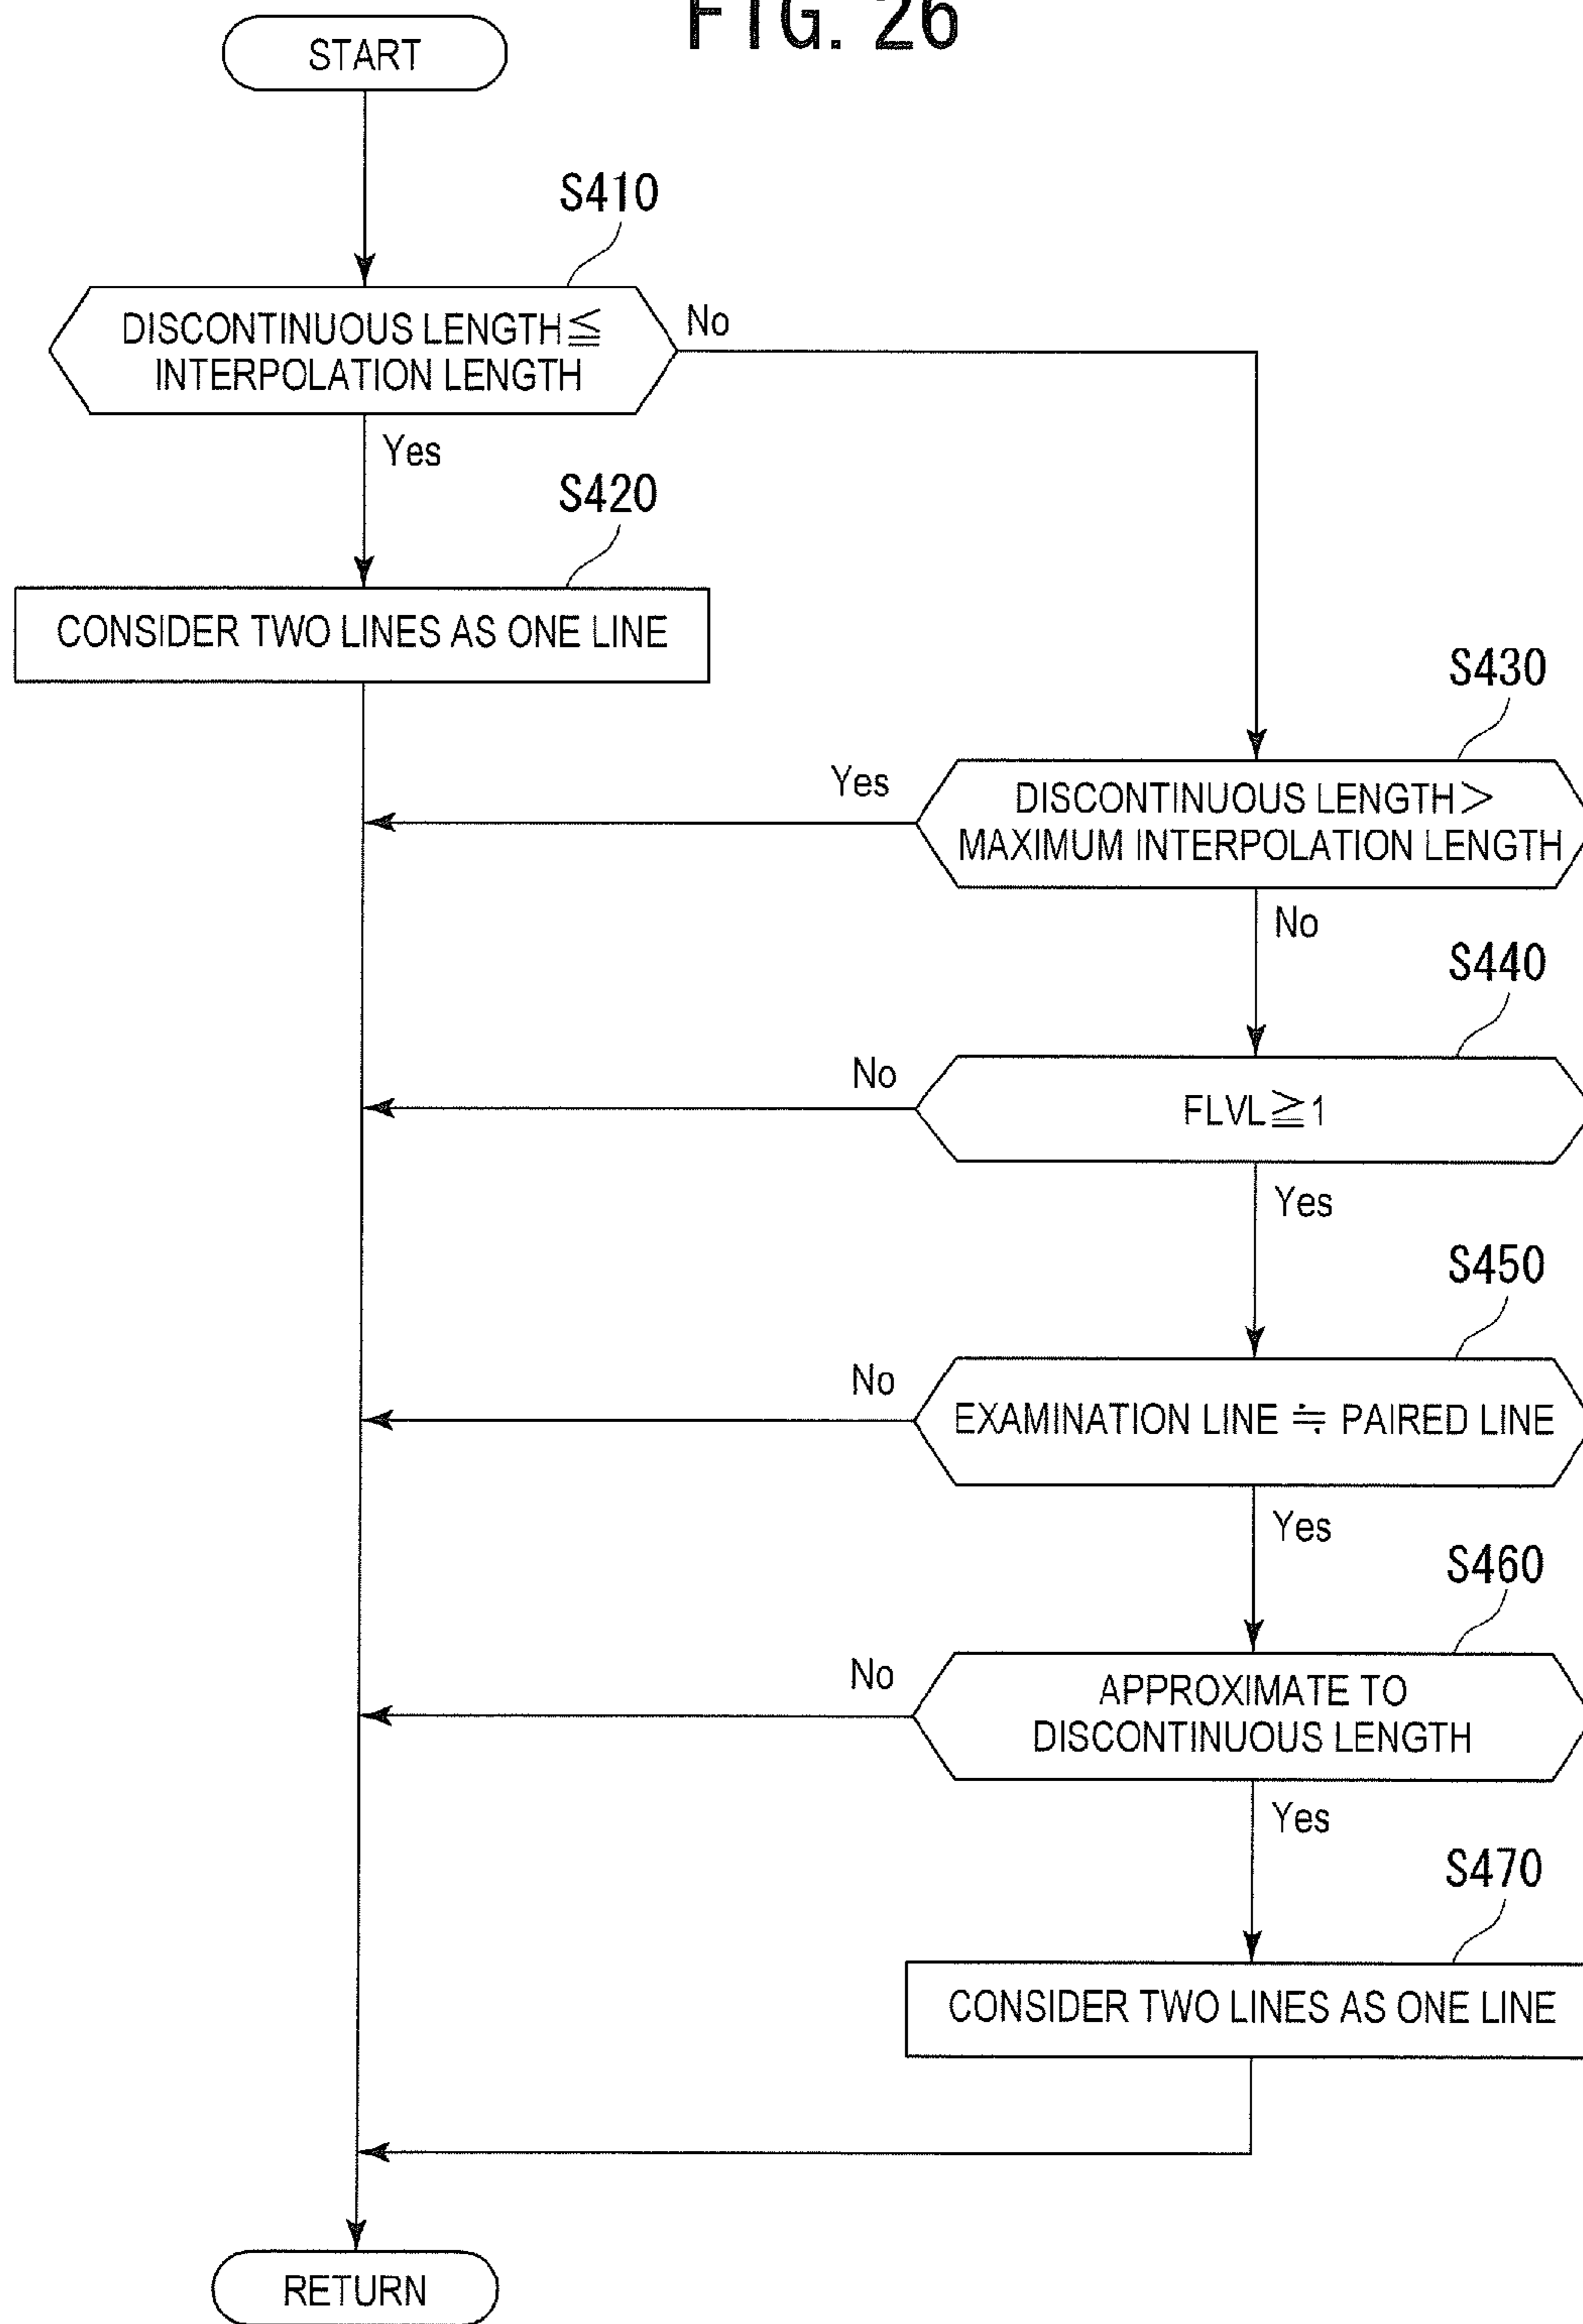 FIG. 26
START
S410
DISCONTINUOUS LENGTH≦
INTERPOLATION LENGTH
No
Yes
S420
CONSIDER TWO LINES AS ONE LINE
S430
DISCONTINUOUS LENGTH>
MAXIMUM INTERPOLATION LENGTH
Yes
No
S440
FLVL≧1
No
Yes
S450
EXAMINATION LINE ≒ PAIRED LINE
No
Yes
S460
APPROXIMATE TO
DISCONTINUOUS LENGTH
No
Yes
S470
CONSIDER TWO LINES AS ONE LINE
RETURN